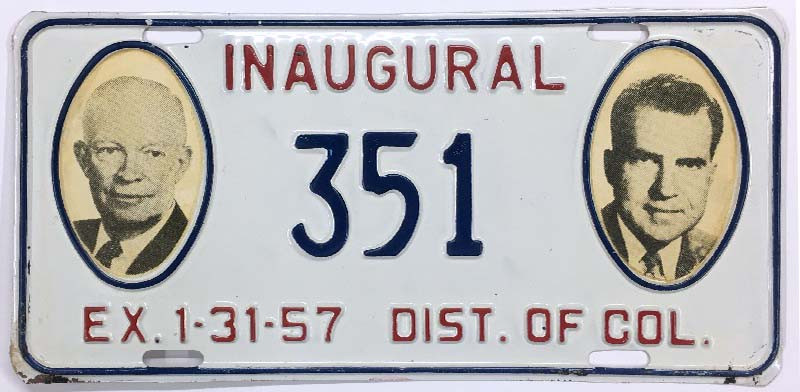 INAUGURAL
351
EX. 1-31-57 DIST. OF COL.